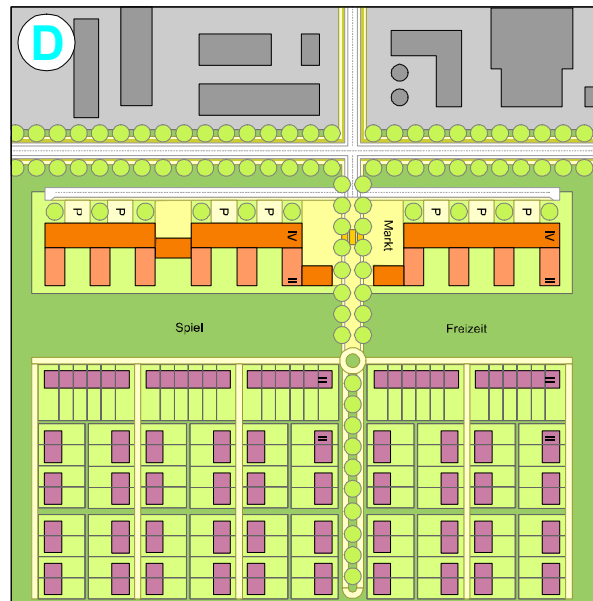 D
P P P P P P
IV Markt IV
II II
Spiel Freizeit
II II
II II